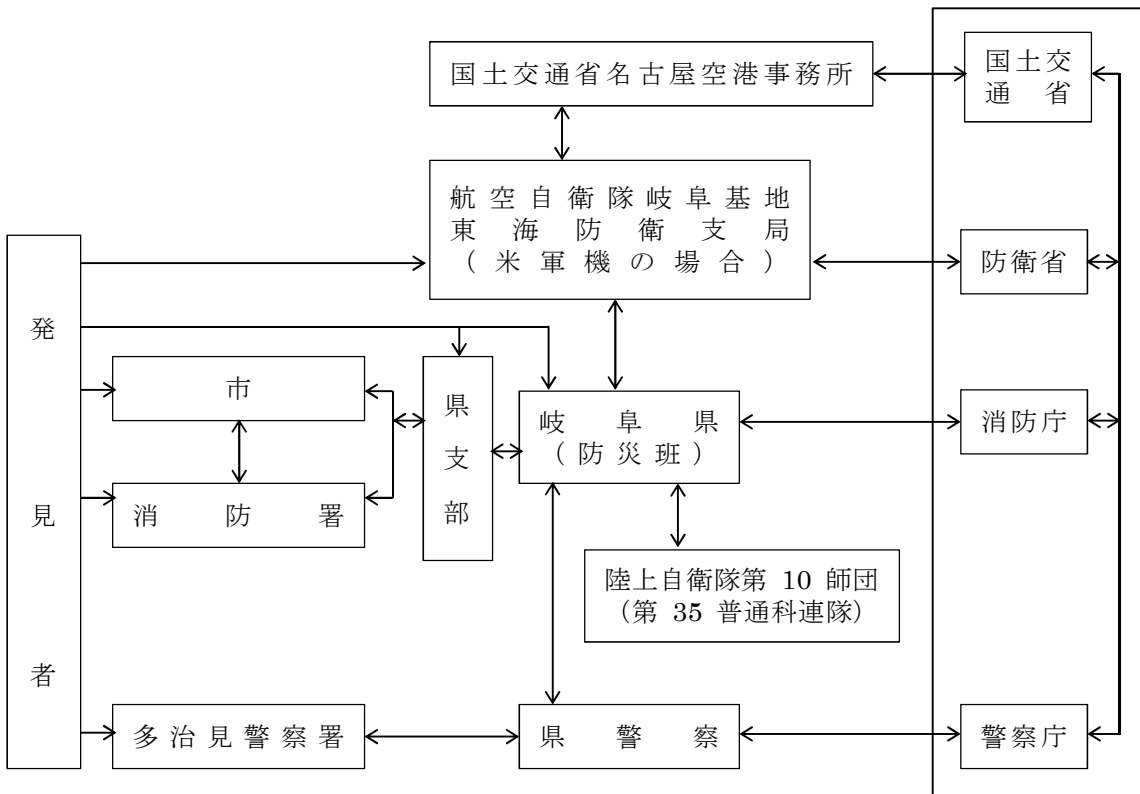 国土交通省名古屋空港事務所
国土交
通省
航空自衛隊岐阜基地
東海防衛支局
(米軍機の場合)
防衛省
発見者
市
県支部
岐阜県
(防災班)
消防庁
消防署
陸上自衛隊第 10 師団
(第 35 普通科連隊)
多治見警察署
県警察
警察庁